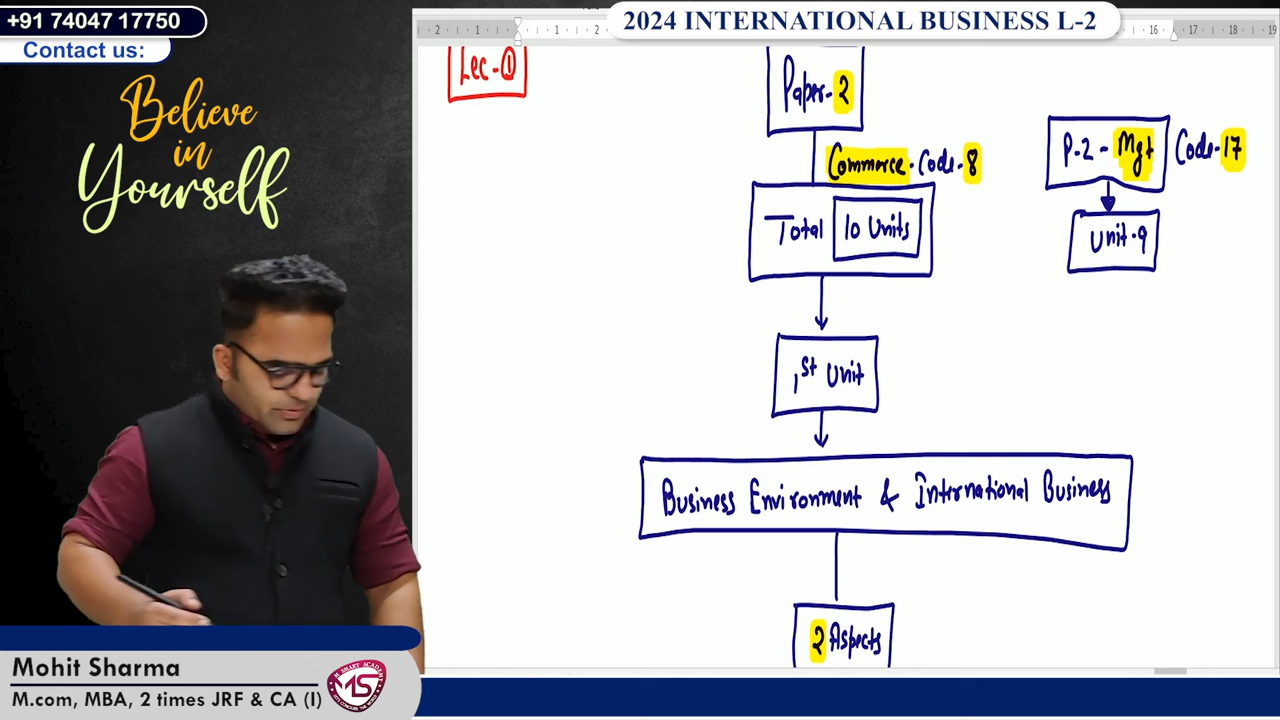 +91 74047 17750
Contact us:
2024 INTERNATIONAL BUSINESS L-2
Believe
in
Yourself
Lec-①
Paper-2
Commerce-Code-8
P-2-Mgt Code-17
Unit-9
Total 10 Units
1st Unit
Business Environment & International Business
2 Aspects
Mohit Sharma
M.com, MBA, 2 times JRF & CA (I)
MS